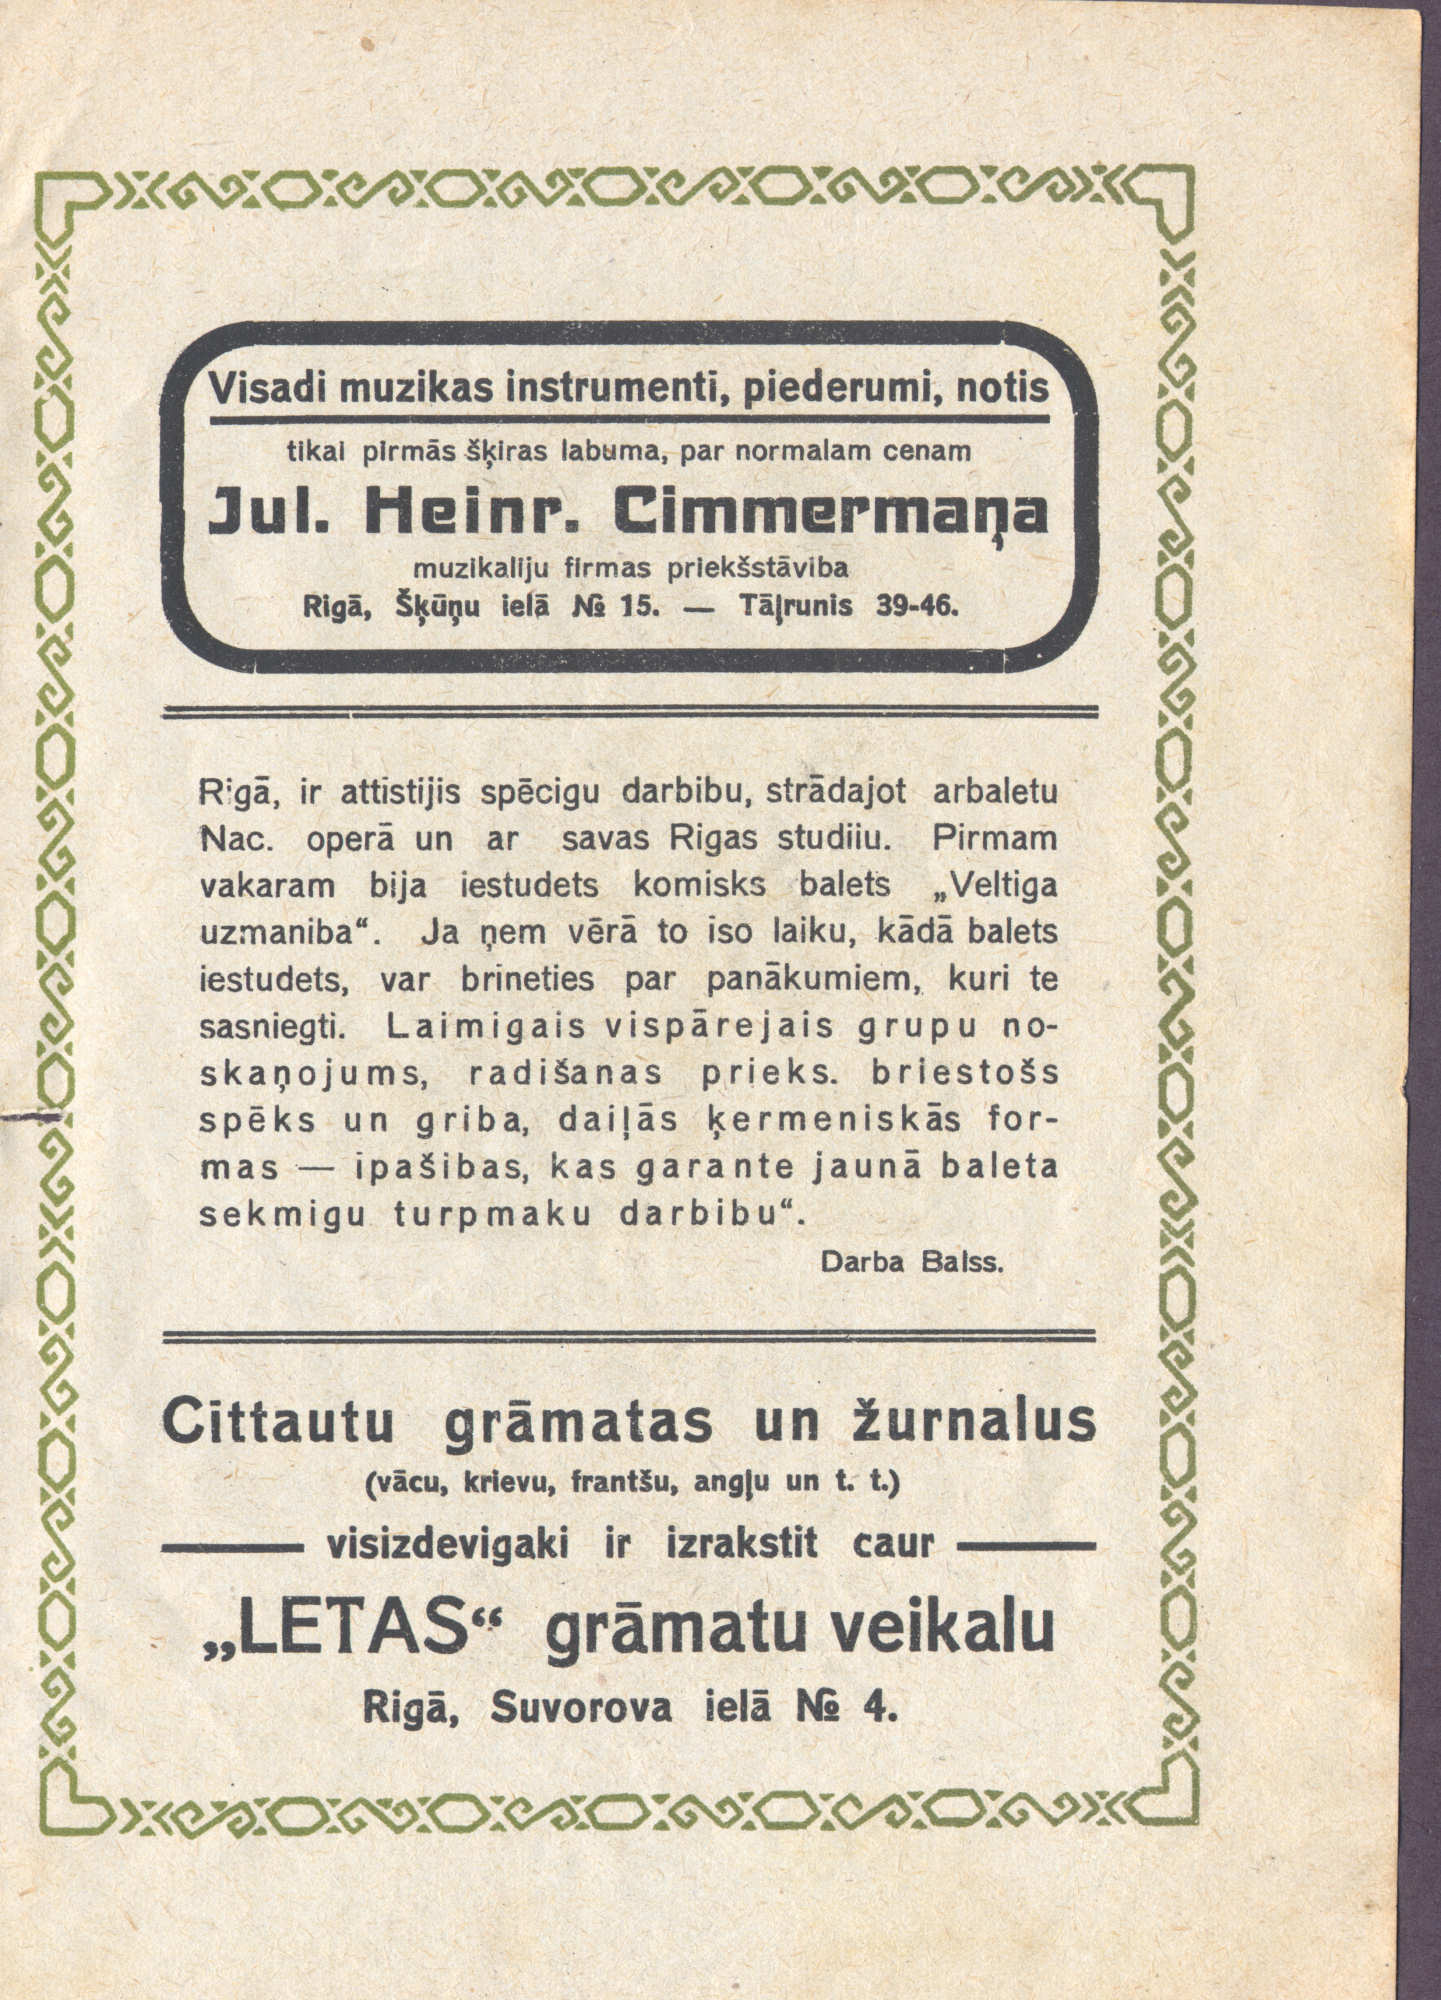 Visadi muzikas instrumenti, piederumi, notis
tikai pirmās šķiras labuma, par normalam cenam
Jul. Heinr. Cimmermaņa
muzikaliju firmas priekšstāviba
Rigā, Šķūņu ielā № 15. — Tāļrunis 39-46.
Rigā, ir attistijis spēcigu darbibu, strādajot arbaletu
Nac. operā un ar savas Rigas studiiu. Pirmam
vakaram bija iestudets komisks balets „Veltiga
uzmaniba“. Ja ņem vērā to iso laiku, kādā balets
iestudets, var brineties par panākumiem, kuri te
sasniegti. Laimigais vispārejais grupu no-
skaņojums, radišanas prieks. briestošs
spēks un griba, daiļās ķermeniskās for-
mas — ipašibas, kas garante jaunā baleta
sekmigu turpmaku darbibu“.
Darba Balss.
Cittautu grāmatas un žurnalus
(vācu, krievu, frantšu, angļu un t. t.)
visizdevigaki ir izrakstit caur
„LETAS“ grāmatu veikalu
Rigā, Suvorova ielā № 4.